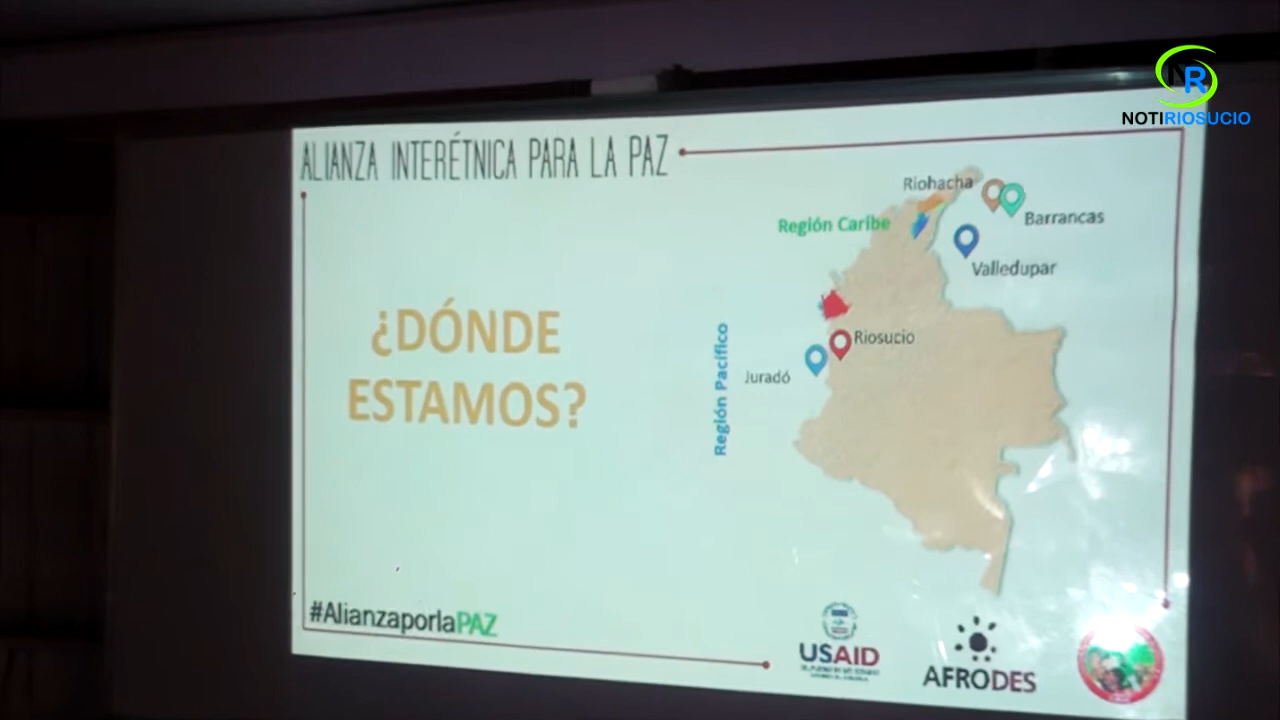 NR
NOTIRIOSUCIO
ALIANZA INTERÉTNICA PARA LA PAZ
Riohacha
Barrancas
Región Caribe
Valledupar
¿DÓNDE
ESTAMOS?
Región Pacífico
Riosucio
Juradó
#AlianzaporlaPAZ
USAID
AFRODES